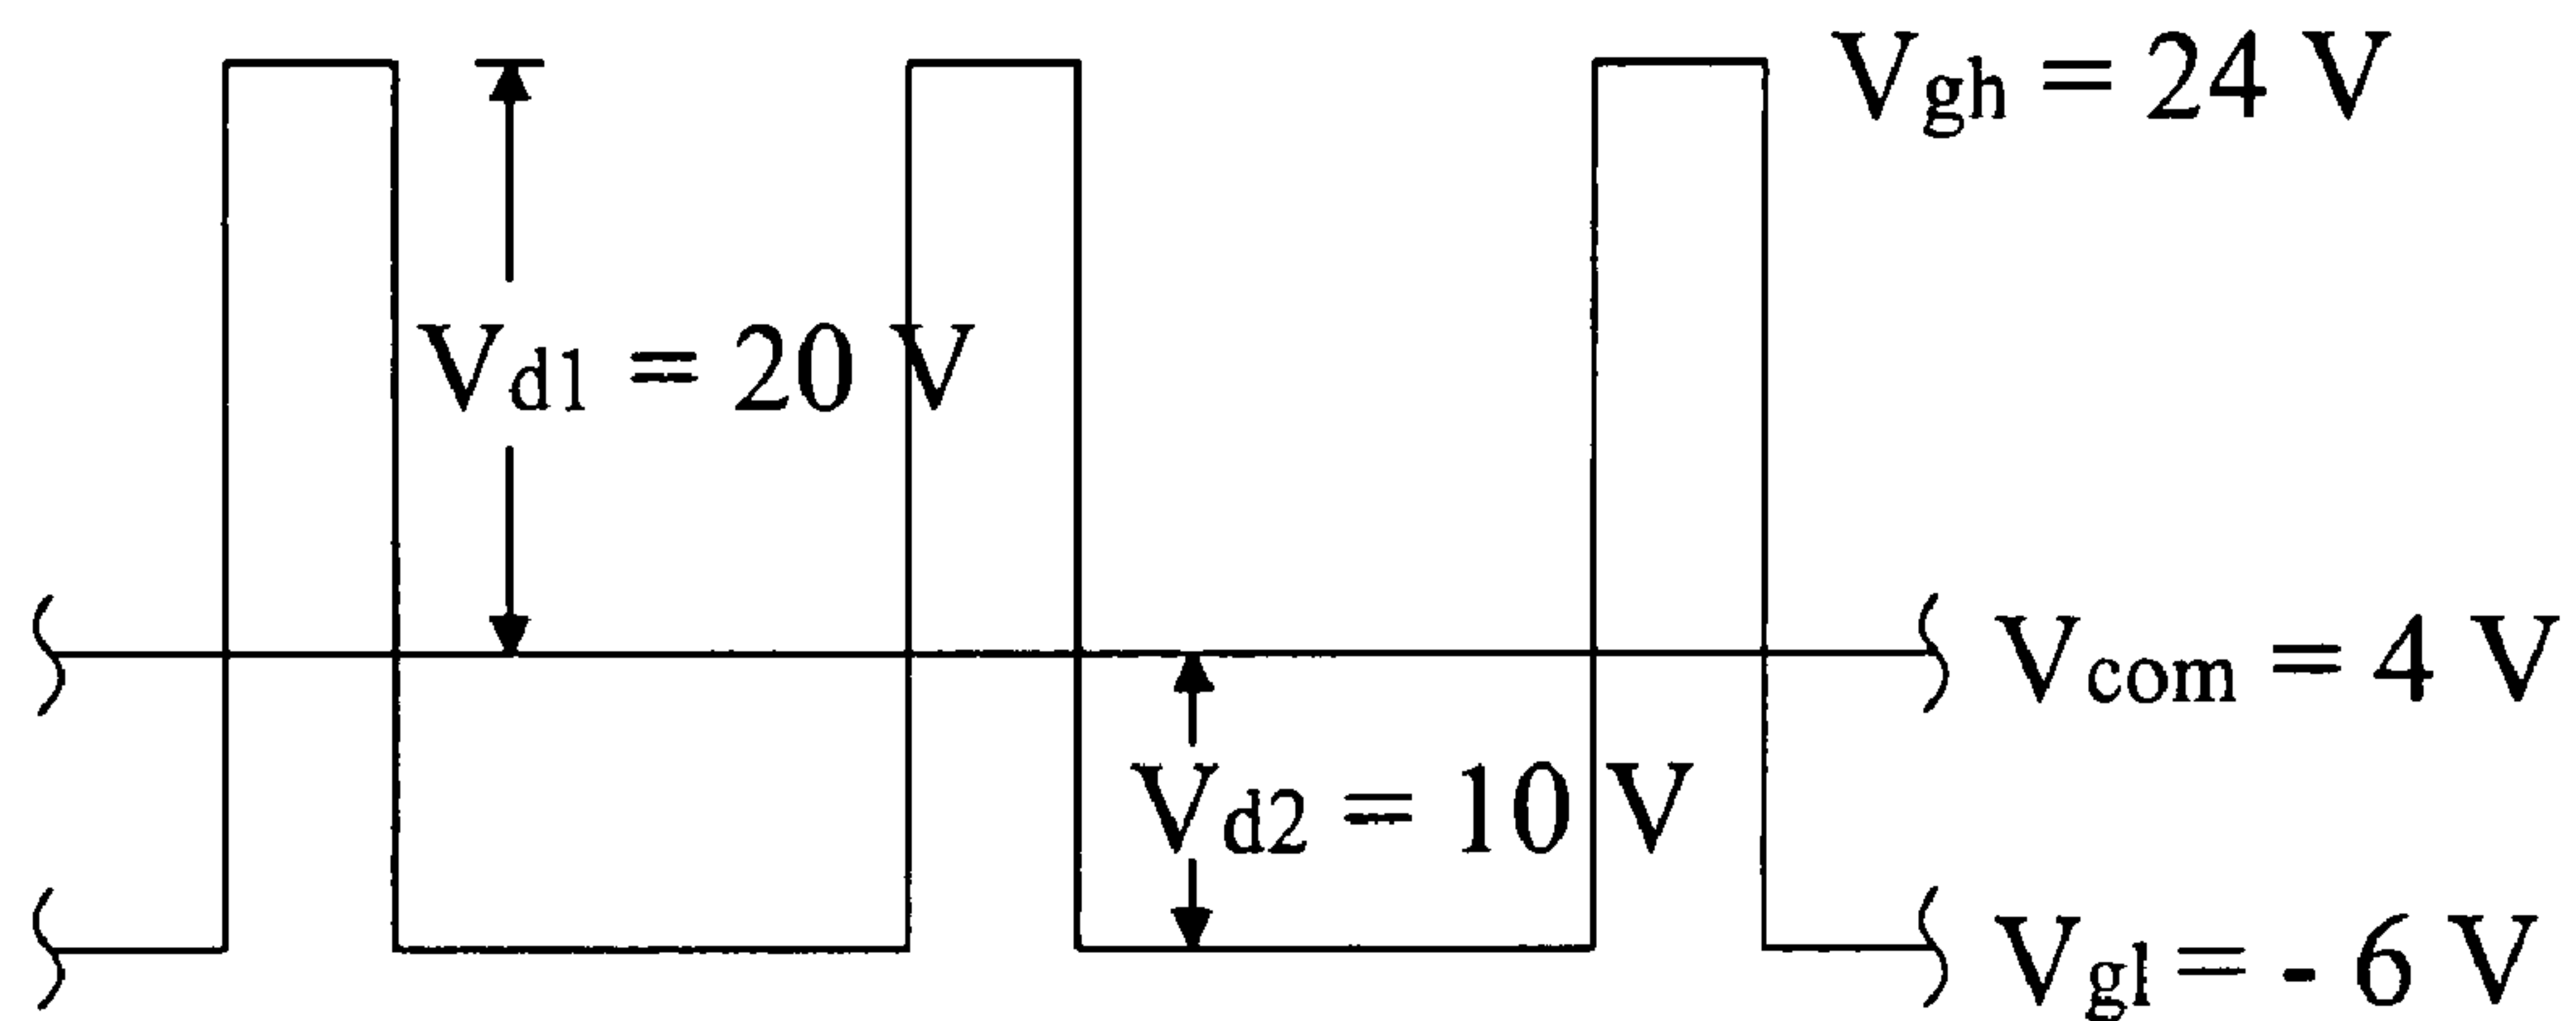 Vgh = 24 V
Vd1 = 20 V
Vcom = 4 V
Vd2 = 10 V
Vgl = - 6 V